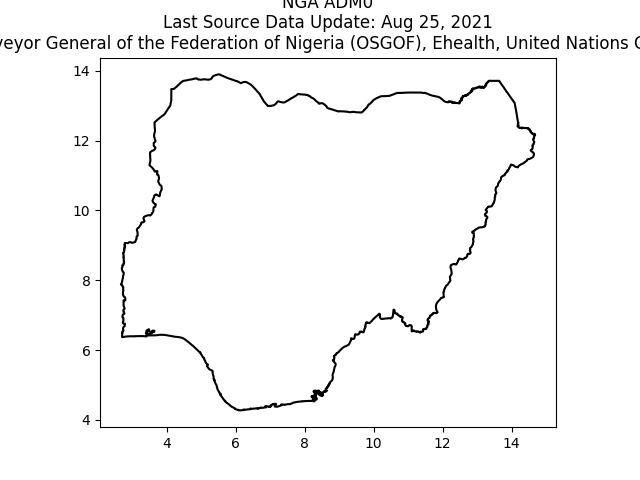 NGA ADM0
Last Source Data Update: Aug 25, 2021
veyor General of the Federation of Nigeria (OSGOF), Ehealth, United Nations
14
12
10
8
6
4
4 6 8 10 12 14